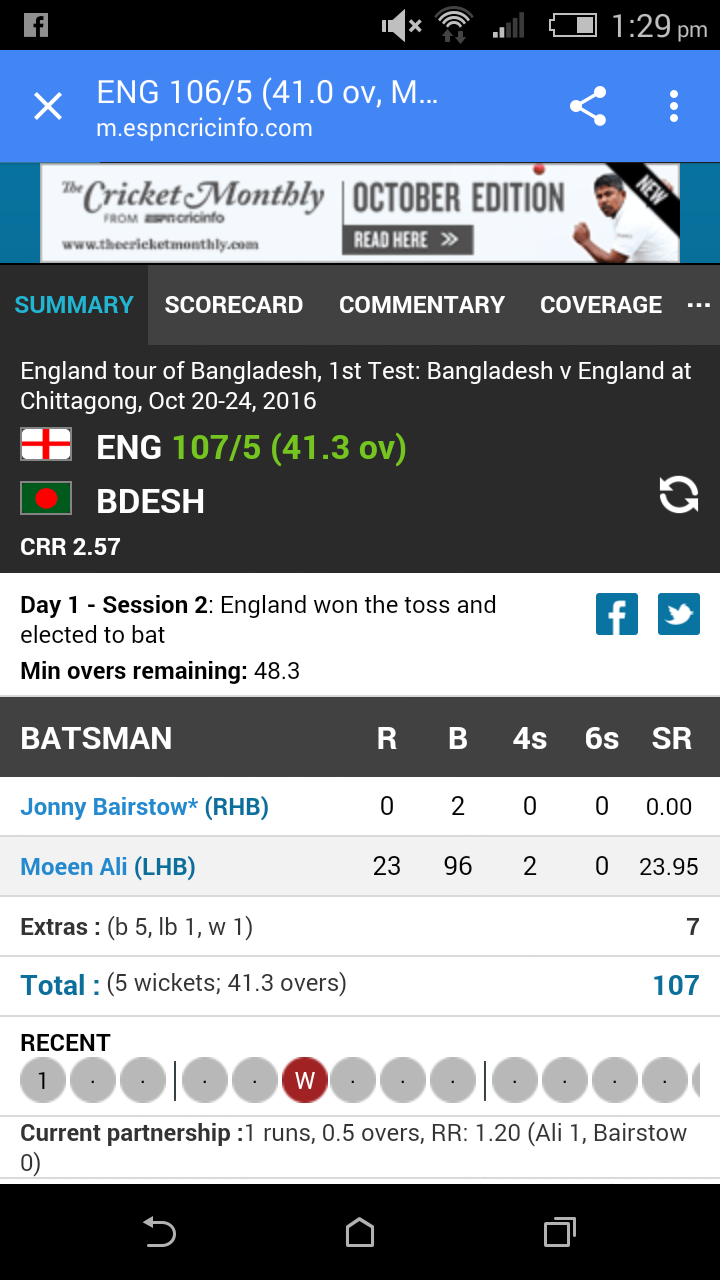 1:29 pm
ENG 106/5 (41.0 ov, M...
m.espncricinfo.com
The Cricket Monthly
FROM ESPN cricinfo
www.thecricketmonthly.com
OCTOBER EDITION
READ HERE >>
NEW
SUMMARY SCORECARD COMMENTARY COVERAGE ...
England tour of Bangladesh, 1st Test: Bangladesh v England at
Chittagong, Oct 20-24, 2016
ENG 107/5 (41.3 ov)
BDESH
CRR 2.57
Day 1 - Session 2: England won the toss and
elected to bat
Min overs remaining: 48.3
BATSMAN R B 4s 6s SR
Jonny Bairstow* (RHB) 0 2 0 0 0.00
Moeen Ali (LHB) 23 96 2 0 23.95
Extras : (b 5, lb 1, w 1) 7
Total : (5 wickets; 41.3 overs) 107
RECENT
1 . . | . . W . . . | . . . .
Current partnership :1 runs, 0.5 overs, RR: 1.20 (Ali 1, Bairstow
0)